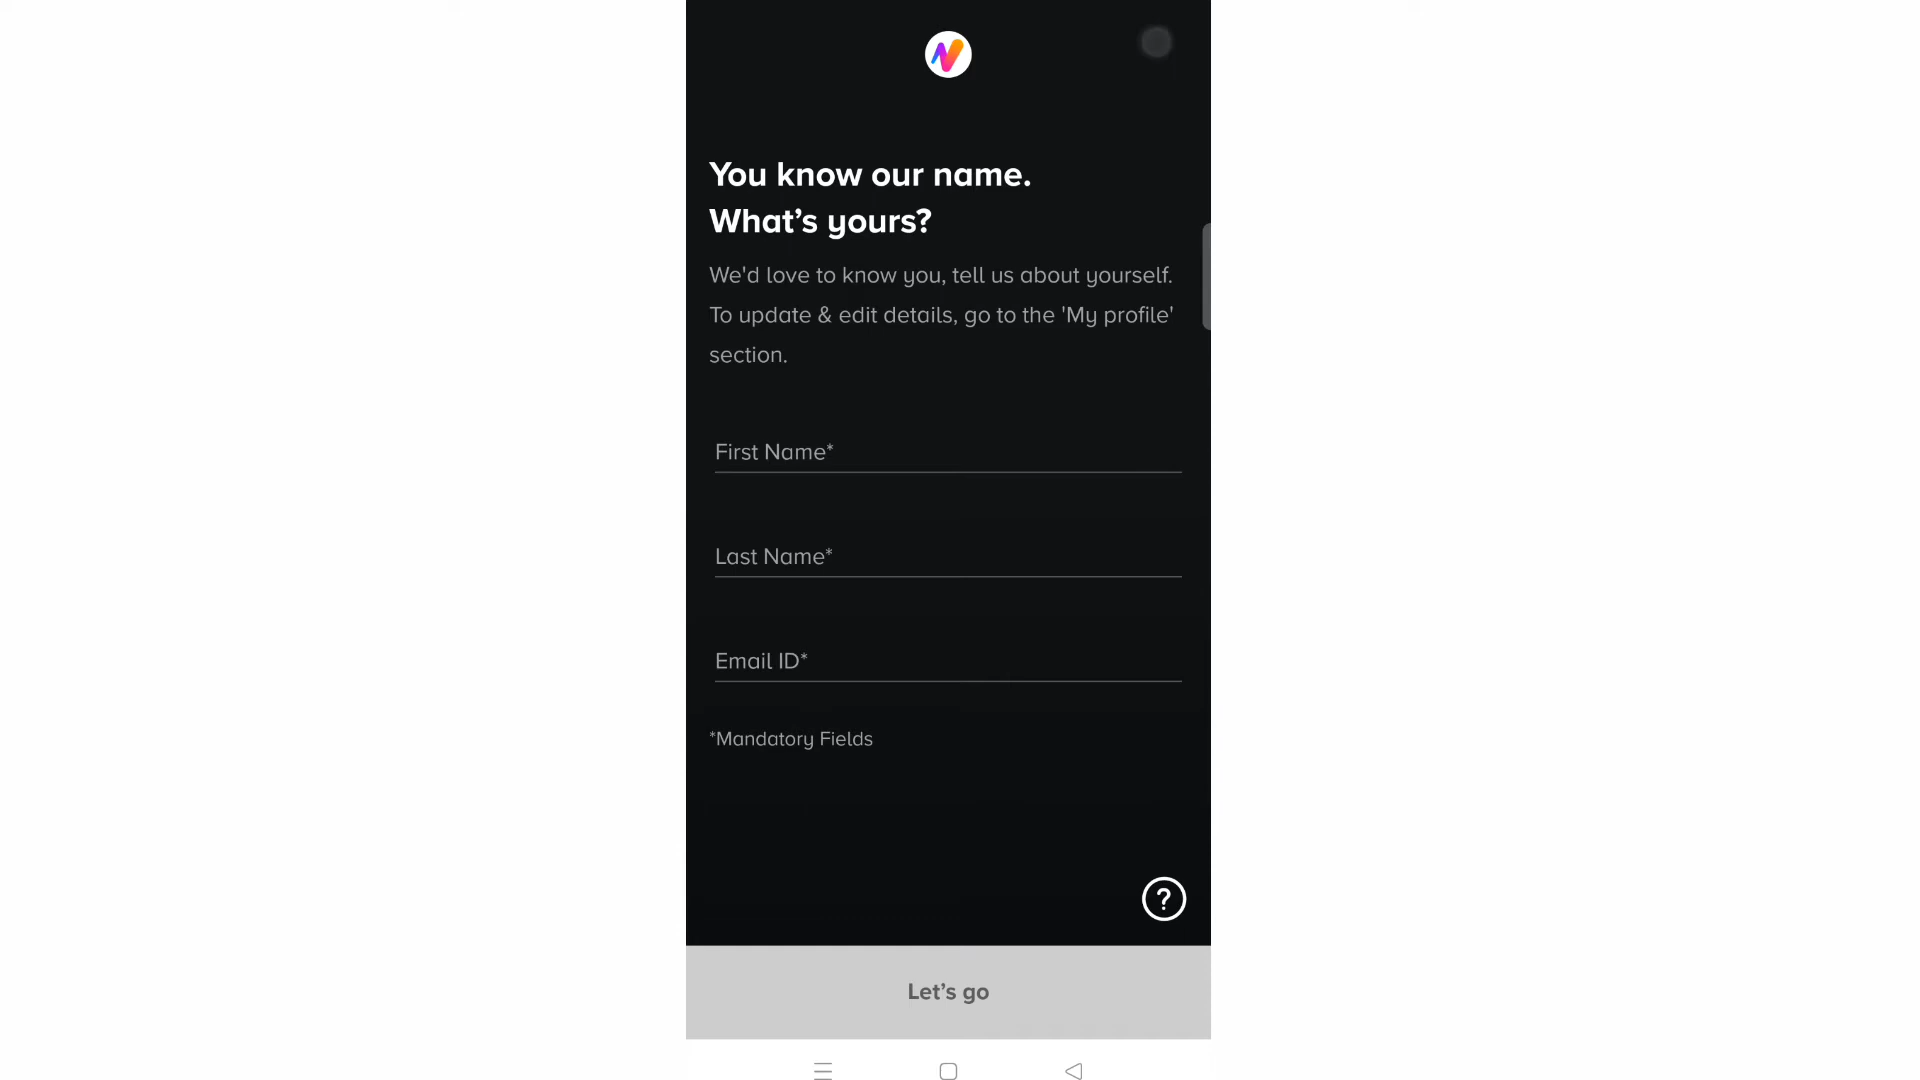 You know our name.
What's yours?
We'd love to know you, tell us about yourself.
To update & edit details, go to the 'My profile'
section.
First Name*
Last Name*
Email ID*
*Mandatory Fields
?
Let's go